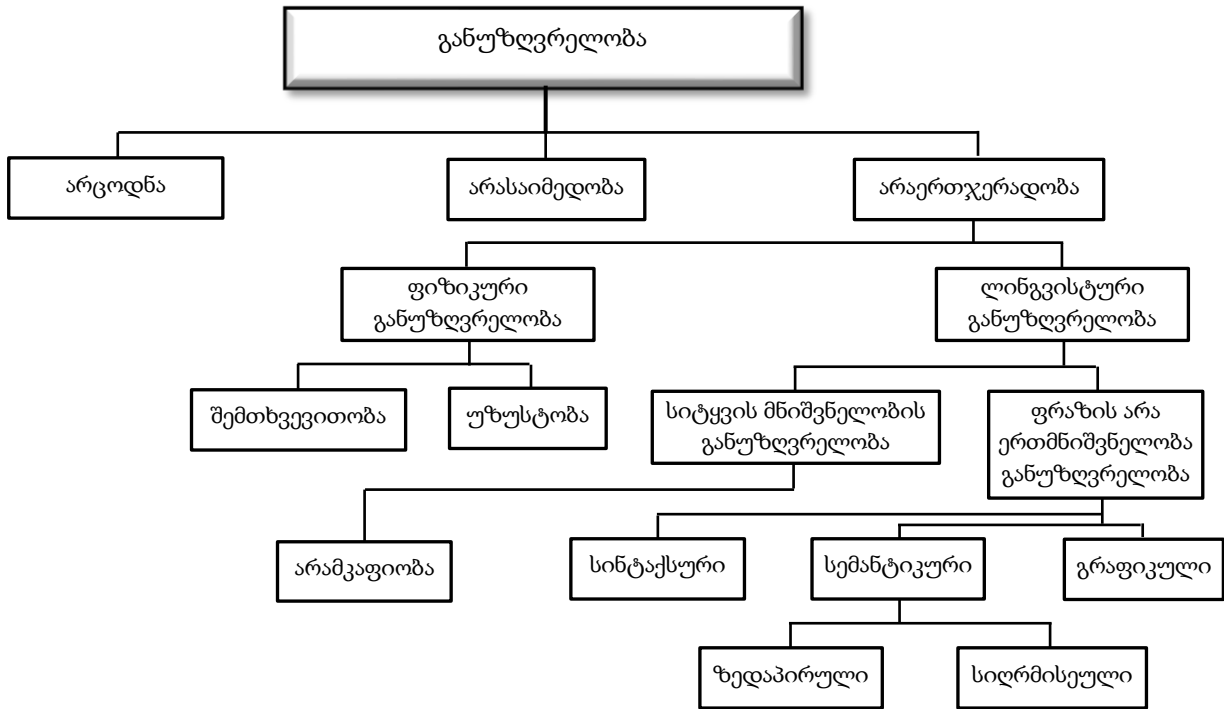 განუზღვრელობა
არცოდნა
არასაიმედობა
არაერთჯერადობა
ფიზიკური
განუზღვრელობა
ლინგვისტური
განუზღვრელობა
შემთხვევითობა
უზუსტობა
სიტყვის მნიშვნელობის
განუზღვრელობა
ფრაზის არა
ერთმნიშვნელობა
განუზღვრელობა
არამკაფიობა
სინტაქსური
სემანტიკური
გრაფიკული
ზედაპირული
სიღრმისეული